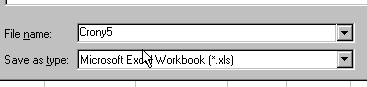 File name: Crony5
Save as type: Microsoft Excel Workbook (*.xls)